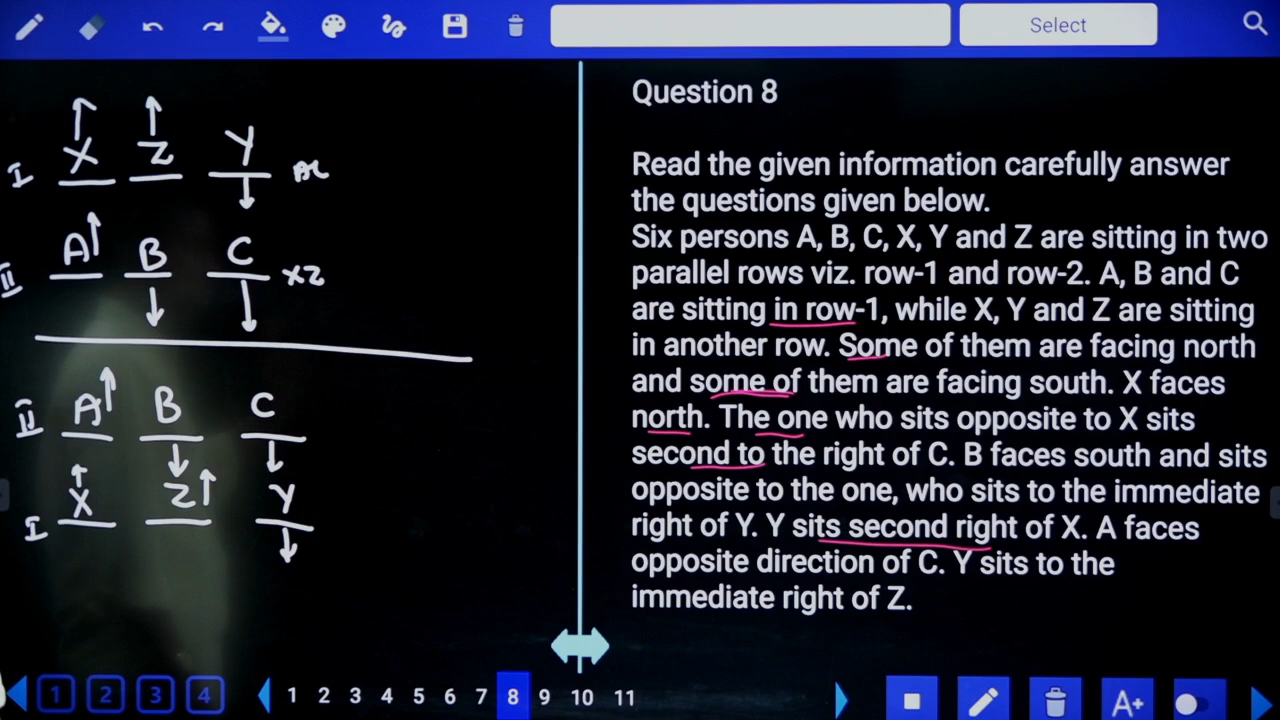 Select
I X Z Y AC
II A B C XZ
II A B C
I X Z Y
Question 8
Read the given information carefully answer
the questions given below.
Six persons A, B, C, X, Y and Z are sitting in two
parallel rows viz. row-1 and row-2. A, B and C
are sitting in row-1, while X, Y and Z are sitting
in another row. Some of them are facing north
and some of them are facing south. X faces
north. The one who sits opposite to X sits
second to the right of C. B faces south and sits
opposite to the one, who sits to the immediate
right of Y. Y sits second right of X. A faces
opposite direction of C. Y sits to the
immediate right of Z.
1 2 3 4 1 2 3 4 5 6 7 8 9 10 11 A+